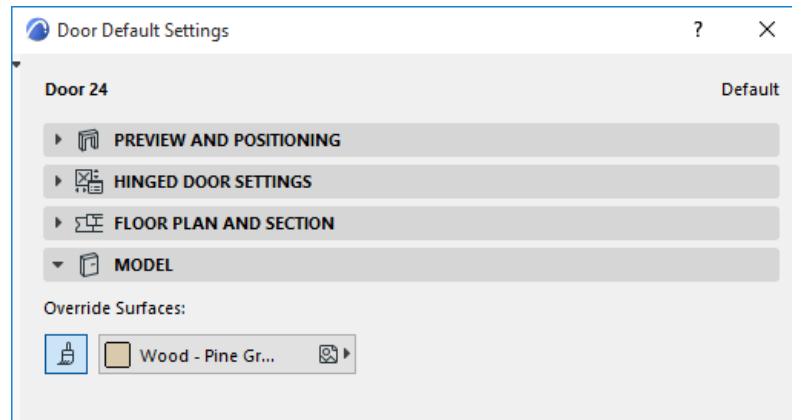 Door Default Settings ?
Door 24 Default
PREVIEW AND POSITIONING
HINGED DOOR SETTINGS
FLOOR PLAN AND SECTION
MODEL
Override Surfaces:
Wood - Pine Gr...